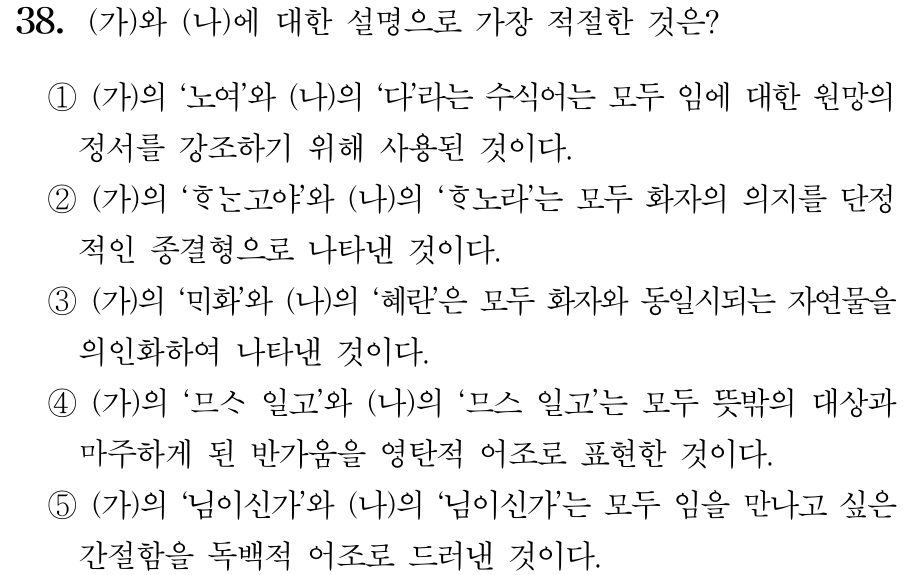 38. (가)와 (나)에 대한 설명으로 가장 적절한 것은?
① (가)의 ‘노여’와 (나)의 ‘다’라는 수식어는 모두 임에 대한 원망의
정서를 강조하기 위해 사용된 것이다.
② (가)의 ‘ᄒᆞᄂᆞᆫ고야’와 (나)의 ‘ᄒᆞ노라’는 모두 화자의 의지를 단정
적인 종결형으로 나타낸 것이다.
③ (가)의 ‘ᄆᆡ화’와 (나)의 ‘혜란’은 모두 화자와 동일시되는 자연물을
의인화하여 나타낸 것이다.
④ (가)의 ‘므ᄉᆞ 일고’와 (나)의 ‘므스 일고’는 모두 뜻밖의 대상과
마주하게 된 반가움을 영탄적 어조로 표현한 것이다.
⑤ (가)의 ‘님이신가’와 (나)의 ‘님이신가’는 모두 임을 만나고 싶은
간절함을 독백적 어조로 드러낸 것이다.